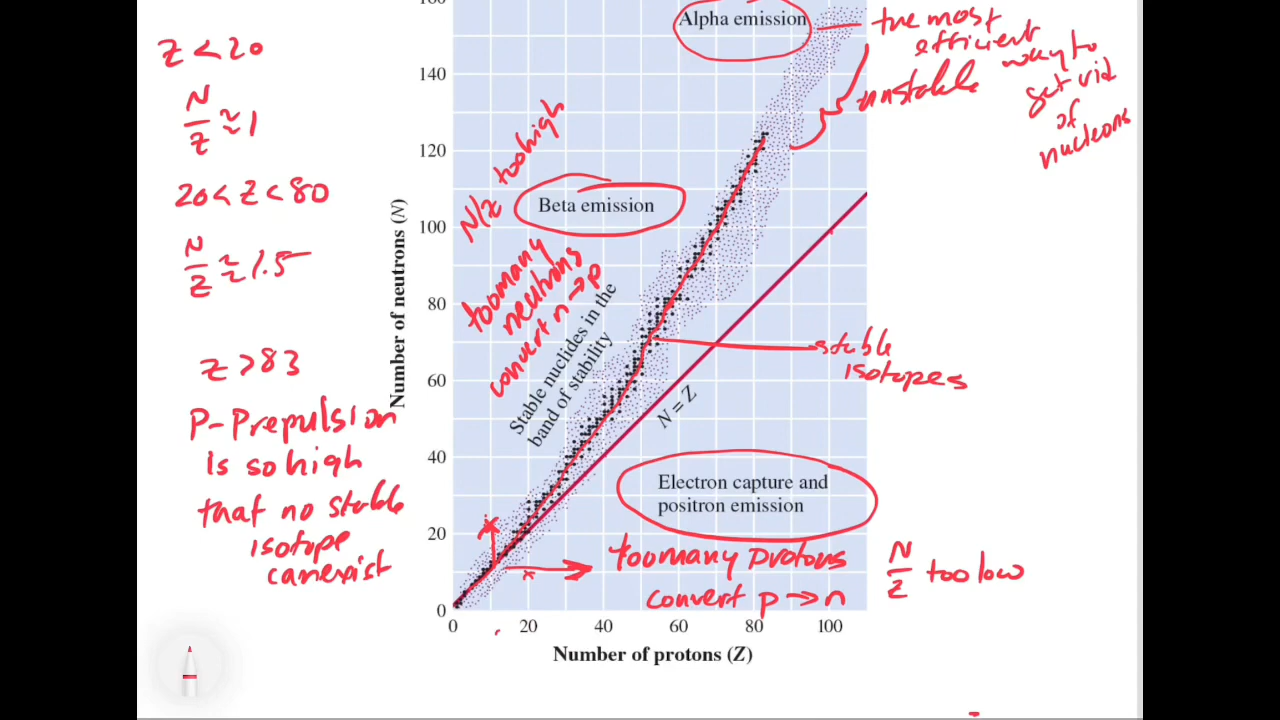 Z < 20
N/Z ≈ 1
20 < Z < 80
N/Z ≈ 1.5
Z > 83
P-P repulsion
is so high
that no stable
isotope
can exist
160
140
120
100
80
60
40
20
0
Number of neutrons (N)
Alpha emission
the most
efficient
way to
get rid
of
nucleons
unstable
N/Z too high
Beta emission
too many
neutrons
convert n → p
Stable nuclides in the
band of stability
stable
isotopes
N = Z
Electron capture and
positron emission
too many protons
convert p → n
N/Z too low
0 20 40 60 80 100
Number of protons (Z)